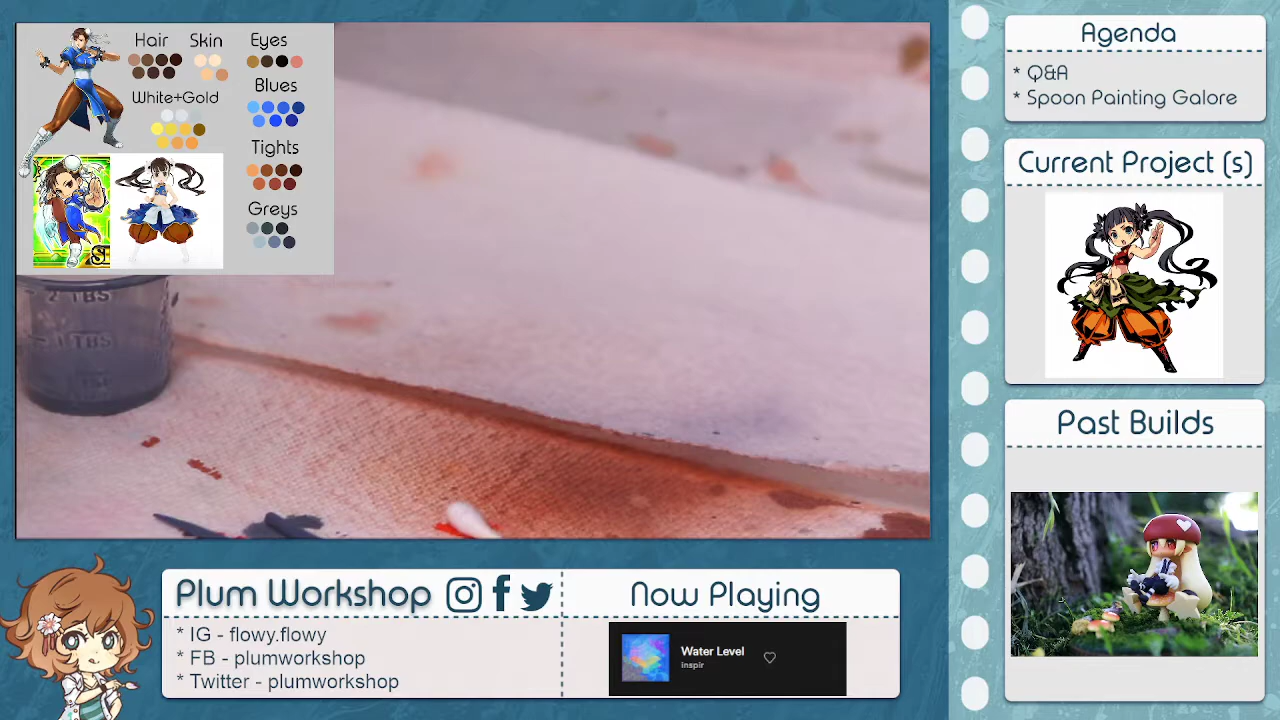 Hair
Skin
Eyes
White+Gold
Blues
Tights
Greys
2 TBS
1 TBS
Agenda
* Q&A
* Spoon Painting Galore
Current Project (s)
Past Builds
Plum Workshop
* IG - flowy.flowy
* FB - plumworkshop
* Twitter - plumworkshop
Now Playing
Water Level
inspir